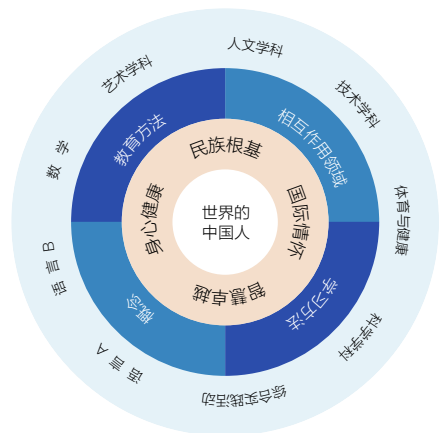 人文学科
技术学科
体育与健康
科学学科
综合实践活动
语言A
语言B
数学
艺术学科
教育方法
相互作用领域
学习方法
概念
民族根基
国际情怀
智慧卓越
身心健康
世界的
中国人